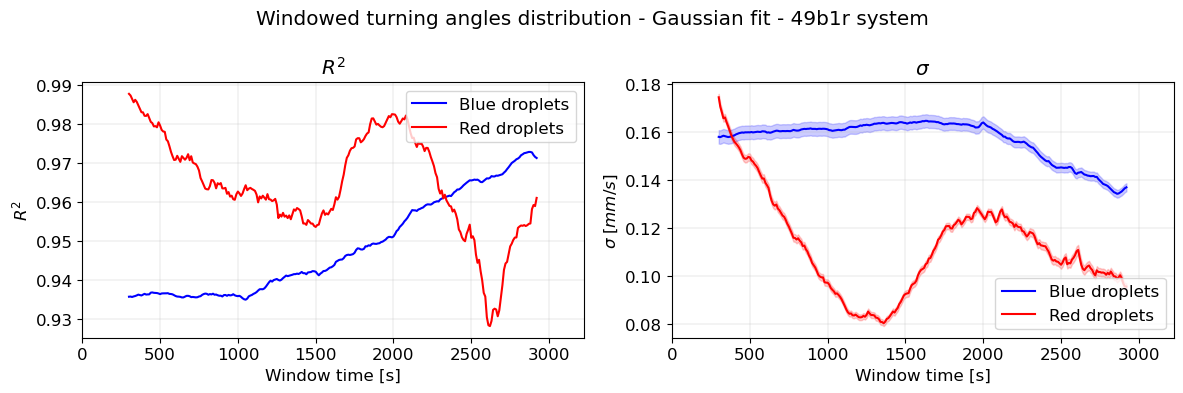 Windowed turning angles distribution - Gaussian fit - 49b1r system
R²
0.99
0.98
0.97
0.96
0.95
0.94
0.93
R²
0
500
1000
1500
2000
2500
3000
Window time [s]
Blue droplets
Red droplets
σ
0.18
0.16
0.14
0.12
0.10
0.08
σ [mm/s]
0
500
1000
1500
2000
2500
3000
Window time [s]
Blue droplets
Red droplets